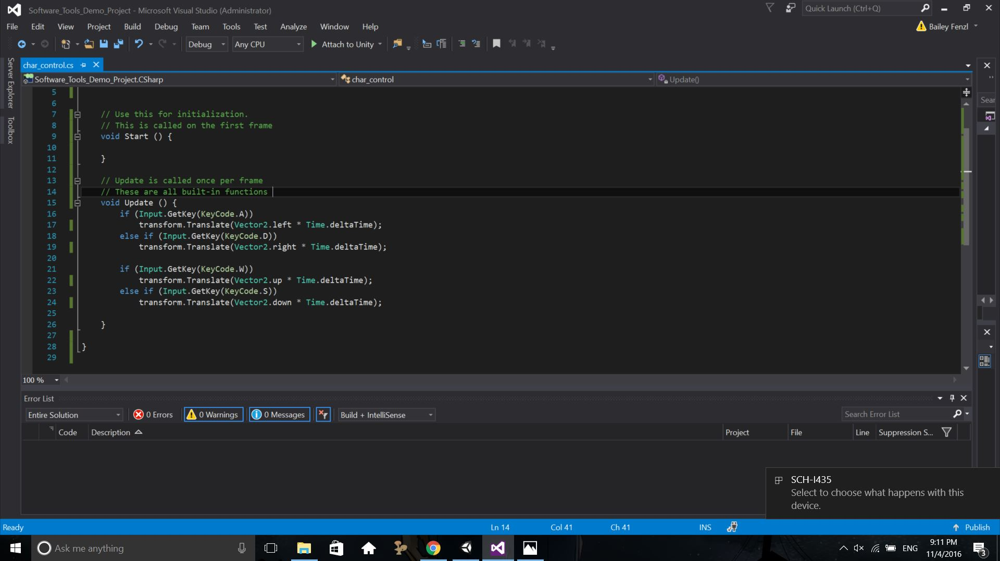 Software_Tools_Demo_Project - Microsoft Visual Studio (Administrator)
Quick Launch (Ctrl+Q)
File Edit View Project Build Debug Team Tools Test Analyze Window Help
Bailey Fenzl
Debug Any CPU Attach to Unity
Server Explorer
Toolbox
char_control.cs
Software_Tools_Demo_Project.CSharp char_control Update()
Sear
5
6
7 // Use this for initialization.
8 // This is called on the first frame
9 void Start () {
10
11 }
12
13 // Update is called once per frame
14 // These are all built-in functions
15 void Update () {
16 if (Input.GetKey(KeyCode.A))
17 transform.Translate(Vector2.left * Time.deltaTime);
18 else if (Input.GetKey(KeyCode.D))
19 transform.Translate(Vector2.right * Time.deltaTime);
20
21 if (Input.GetKey(KeyCode.W))
22 transform.Translate(Vector2.up * Time.deltaTime);
23 else if (Input.GetKey(KeyCode.S))
24 transform.Translate(Vector2.down * Time.deltaTime);
25
26 }
27
28 }
29
100 %
Error List
Entire Solution 0 Errors 0 Warnings 0 Messages Build + IntelliSense Search Error List
Code Description Project File Line Suppression S...
SCH-I435
Select to choose what happens with this
device.
Ready Ln 14 Col 41 Ch 41 INS Publish
Ask me anything
ENG
9:11 PM
11/4/2016
3